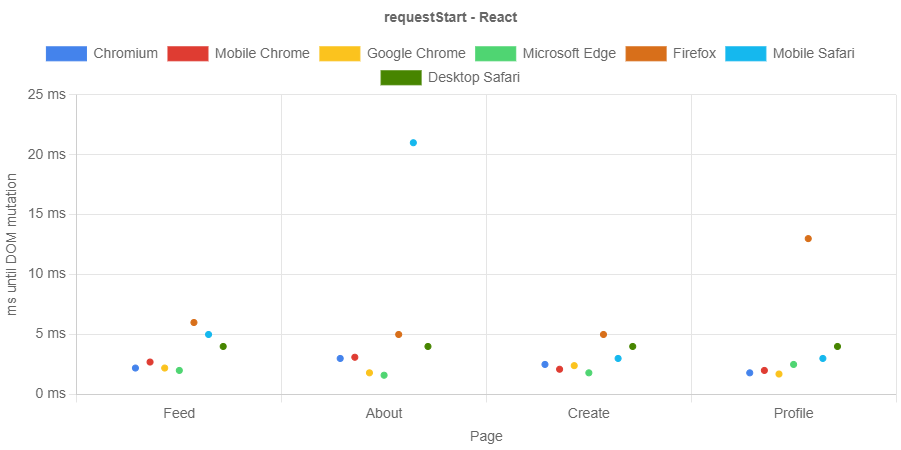 requestStart - React
Chromium Mobile Chrome Google Chrome Microsoft Edge Firefox Mobile Safari
Desktop Safari
25 ms
20 ms
15 ms
10 ms
5 ms
0 ms
ms until DOM mutation
Feed About Create Profile
Page